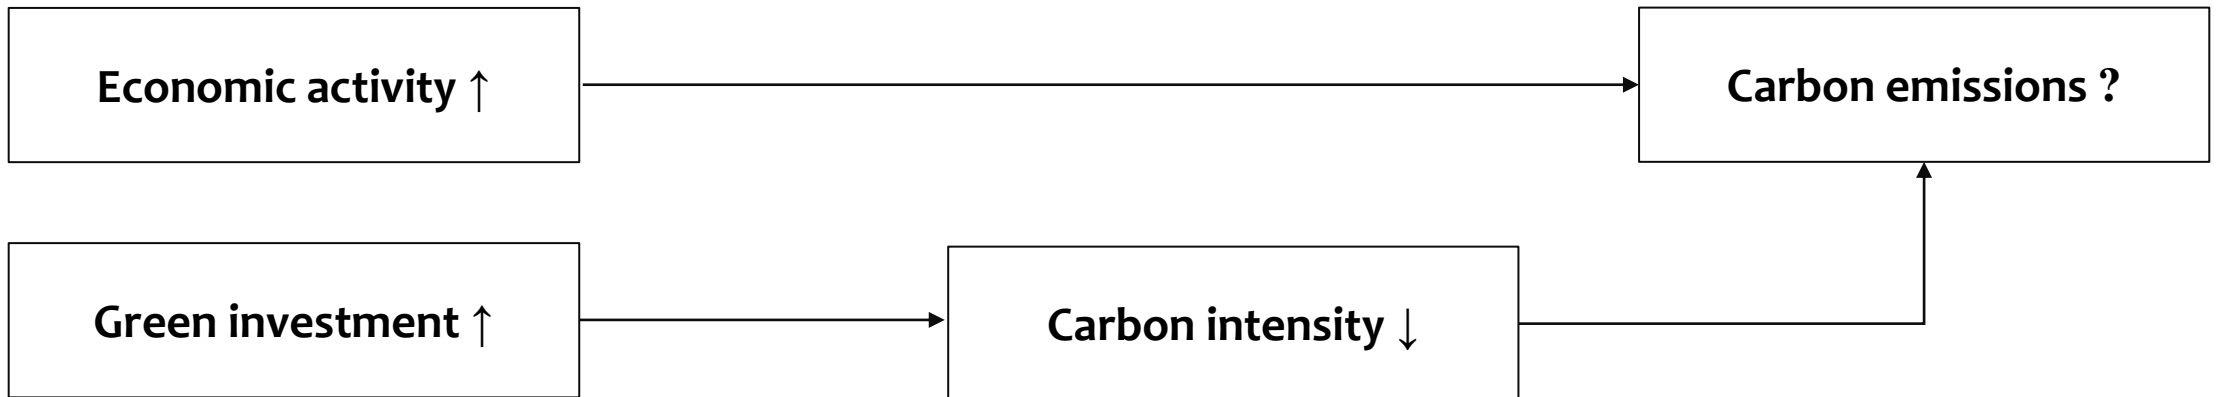 Economic activity ↑
Carbon emissions ?
Green investment ↑
Carbon intensity ↓